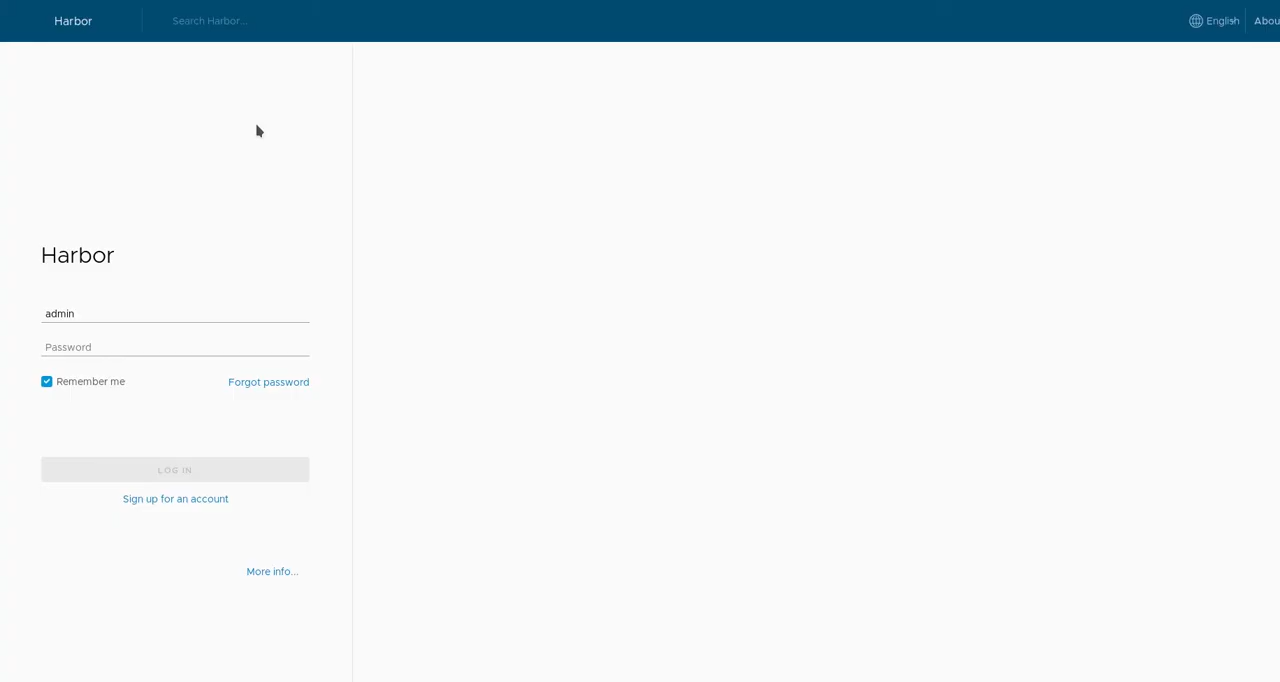 Harbor
Search Harbor...
English
Abou
Harbor
admin
Password
Remember me
Forgot password
LOG IN
Sign up for an account
More info...